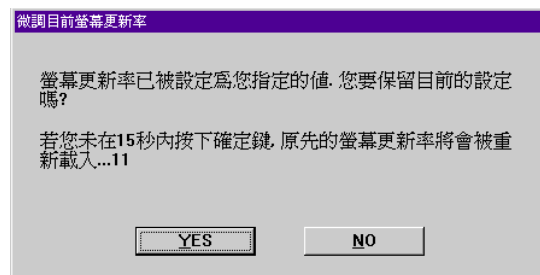 微調目前螢幕更新率
螢幕更新率已被設定爲您指定的值. 您要保留目前的設定
嗎?
若您未在15秒內按下確定鍵, 原先的螢幕更新率將會被重
新載入...11
YES
NO